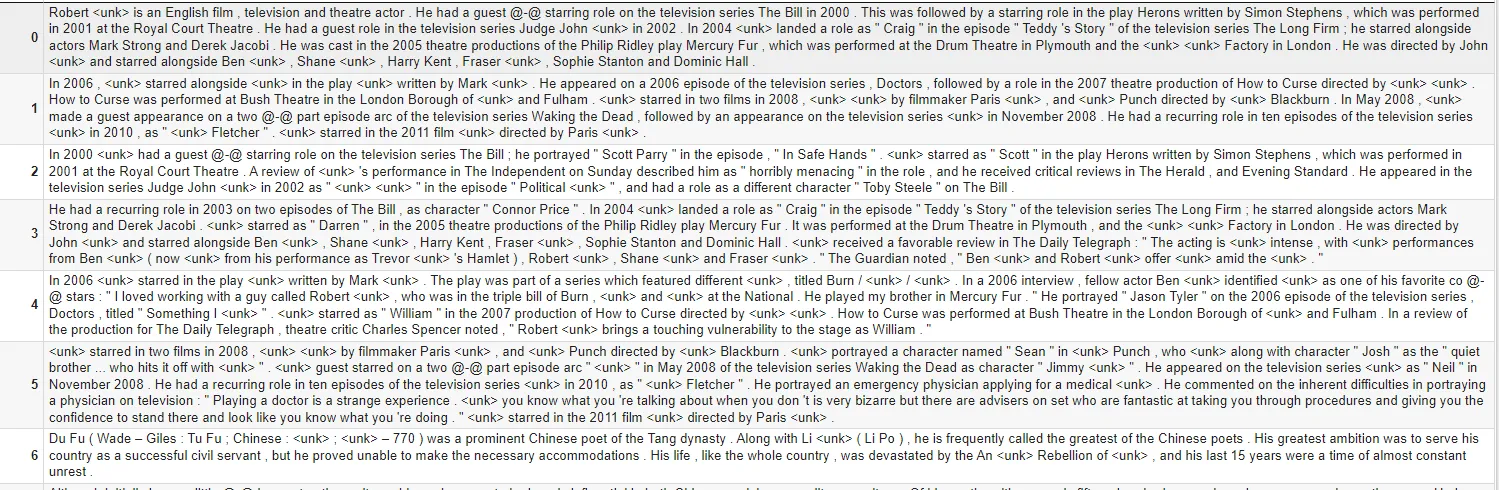 Robert <unk> is an English film , television and theatre actor . He had a guest @-@ starring role on the television series The Bill in 2000 . This was followed by a starring role in the play Herons written by Simon Stephens , which was performed
in 2001 at the Royal Court Theatre . He had a guest role in the television series Judge John <unk> in 2002 . In 2004 <unk> landed a role as " Craig " in the episode " Teddy 's Story " of the television series The Long Firm ; he starred alongside
0
actors Mark Strong and Derek Jacobi . He was cast in the 2005 theatre productions of the Philip Ridley play Mercury Fur , which was performed at the Drum Theatre in Plymouth and the <unk> <unk> Factory in London . He was directed by John
<unk> and starred alongside Ben <unk> , Shane <unk> , Harry Kent , Fraser <unk> , Sophie Stanton and Dominic Hall .
In 2006 , <unk> starred alongside <unk> in the play <unk> written by Mark <unk> . He appeared on a 2006 episode of the television series , Doctors , followed by a role in the 2007 theatre production of How to Curse directed by <unk> <unk> .
How to Curse was performed at Bush Theatre in the London Borough of <unk> and Fulham . <unk> starred in two films in 2008 , <unk> <unk> by filmmaker Paris <unk> , and <unk> Punch directed by <unk> Blackburn . In May 2008 , <unk>
1
made a guest appearance on a two @-@ part episode arc of the television series Waking the Dead , followed by an appearance on the television series <unk> in November 2008 . He had a recurring role in ten episodes of the television series
<unk> in 2010 , as " <unk> Fletcher " . <unk> starred in the 2011 film <unk> directed by Paris <unk> .
In 2000 <unk> had a guest @-@ starring role on the television series The Bill ; he portrayed " Scott Parry " in the episode , " In Safe Hands " . <unk> starred as " Scott " in the play Herons written by Simon Stephens , which was performed in
2 2001 at the Royal Court Theatre . A review of <unk> 's performance in The Independent on Sunday described him as " horribly menacing " in the role , and he received critical reviews in The Herald , and Evening Standard . He appeared in the
television series Judge John <unk> in 2002 as " <unk> <unk> " in the episode " Political <unk> " , and had a role as a different character " Toby Steele " on The Bill .
He had a recurring role in 2003 on two episodes of The Bill , as character " Connor Price " . In 2004 <unk> landed a role as " Craig " in the episode " Teddy 's Story " of the television series The Long Firm ; he starred alongside actors Mark
Strong and Derek Jacobi . <unk> starred as " Darren " , in the 2005 theatre productions of the Philip Ridley play Mercury Fur . It was performed at the Drum Theatre in Plymouth , and the <unk> <unk> Factory in London . He was directed by
3
John <unk> and starred alongside Ben <unk> , Shane <unk> , Harry Kent , Fraser <unk> , Sophie Stanton and Dominic Hall . <unk> received a favorable review in The Daily Telegraph : " The acting is <unk> intense , with <unk> performances
from Ben <unk> ( now <unk> from his performance as Trevor <unk> 's Hamlet ) , Robert <unk> , Shane <unk> and Fraser <unk> . " The Guardian noted , " Ben <unk> and Robert <unk> offer <unk> amid the <unk> . "
In 2006 <unk> starred in the play <unk> written by Mark <unk> . The play was part of a series which featured different <unk> , titled Burn / <unk> / <unk> . In a 2006 interview , fellow actor Ben <unk> identified <unk> as one of his favorite co @-
@ stars : " I loved working with a guy called Robert <unk> , who was in the triple bill of Burn , <unk> and <unk> at the National . He played my brother in Mercury Fur . " He portrayed " Jason Tyler " on the 2006 episode of the television series ,
4
Doctors , titled " Something I <unk> " . <unk> starred as " William " in the 2007 production of How to Curse directed by <unk> <unk> . How to Curse was performed at Bush Theatre in the London Borough of <unk> and Fulham . In a review of
the production for The Daily Telegraph , theatre critic Charles Spencer noted , " Robert <unk> brings a touching vulnerability to the stage as William . "
<unk> starred in two films in 2008 , <unk> <unk> by filmmaker Paris <unk> , and <unk> Punch directed by <unk> Blackburn . <unk> portrayed a character named " Sean " in <unk> Punch , who <unk> along with character " Josh " as the " quiet
brother ... who hits it off with <unk> " . <unk> guest starred on a two @-@ part episode arc " <unk> " in May 2008 of the television series Waking the Dead as character " Jimmy <unk> " . He appeared on the television series <unk> as " Neil " in
5 November 2008 . He had a recurring role in ten episodes of the television series <unk> in 2010 , as " <unk> Fletcher " . He portrayed an emergency physician applying for a medical <unk> . He commented on the inherent difficulties in portraying
a physician on television : " Playing a doctor is a strange experience . <unk> you know what you 're talking about when you don 't is very bizarre but there are advisers on set who are fantastic at taking you through procedures and giving you the
confidence to stand there and look like you know what you 're doing . " <unk> starred in the 2011 film <unk> directed by Paris <unk> .
Du Fu ( Wade – Giles : Tu Fu ; Chinese : <unk> ; <unk> – 770 ) was a prominent Chinese poet of the Tang dynasty . Along with Li <unk> ( Li Po ) , he is frequently called the greatest of the Chinese poets . His greatest ambition was to serve his
6 country as a successful civil servant , but he proved unable to make the necessary accommodations . His life , like the whole country , was devastated by the An <unk> Rebellion of <unk> , and his last 15 years were a time of almost constant
unrest .